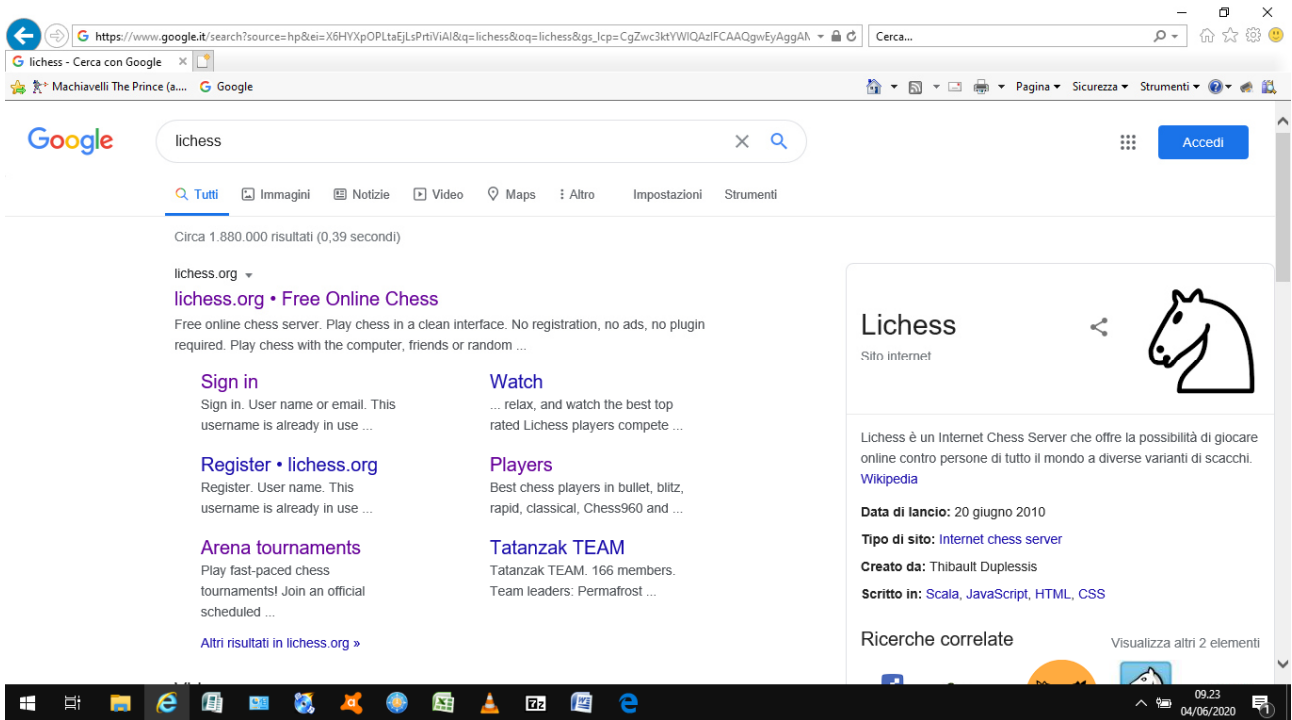 https://www.google.it/search?source=hp&ei=X6HYXpOPLtaEjLsPrtiViAI&q=lichess&oq=lichess&gs_lcp=CgZwc3ktYWIQAzIFCAAQgwEyAggAN
Cerca...
lichess - Cerca con Google
Machiavelli The Prince (a....
Google
Pagina
Sicurezza
Strumenti
Google
lichess
Accedi
Tutti
Immagini
Notizie
Video
Maps
Altro
Impostazioni
Strumenti
Circa 1.880.000 risultati (0,39 secondi)
lichess.org
lichess.org • Free Online Chess
Free online chess server. Play chess in a clean interface. No registration, no ads, no plugin
required. Play chess with the computer, friends or random ...
Sign in
Sign in. User name or email. This
username is already in use ...
Watch
... relax, and watch the best top
rated Lichess players compete ...
Register • lichess.org
Register. User name. This
username is already in use ...
Players
Best chess players in bullet, blitz,
rapid, classical, Chess960 and ...
Arena tournaments
Play fast-paced chess
tournaments! Join an official
scheduled ...
Tatanzak TEAM
Tatanzak TEAM. 166 members.
Team leaders: Permafrost ...
Altri risultati in lichess.org »
Lichess
Sito internet
Lichess è un Internet Chess Server che offre la possibilità di giocare
online contro persone di tutto il mondo a diverse varianti di scacchi.
Wikipedia
Data di lancio: 20 giugno 2010
Tipo di sito: Internet chess server
Creato da: Thibault Duplessis
Scritto in: Scala, JavaScript, HTML, CSS
Ricerche correlate
Visualizza altri 2 elementi
7z
09.23
04/06/2020
1